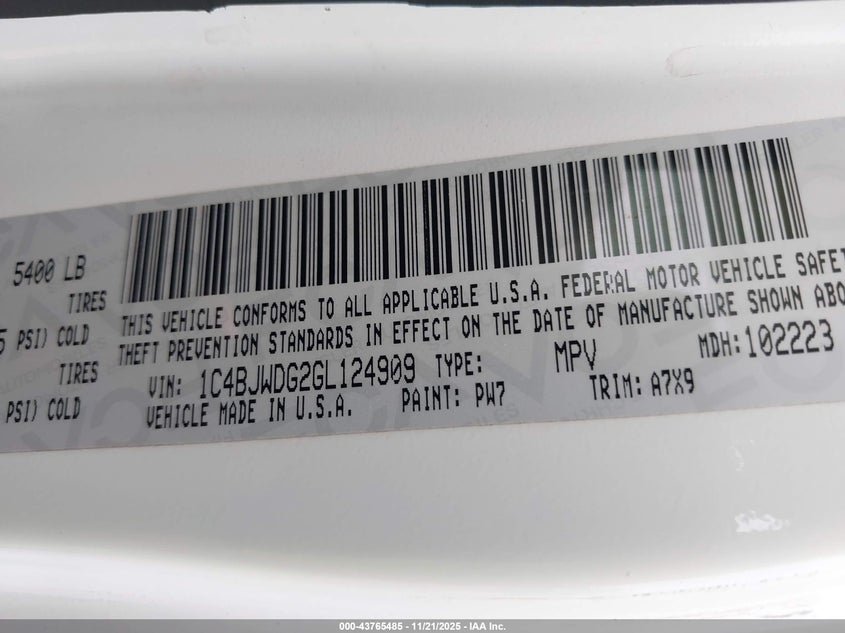 5400 LB
TIRES
5 PSI) COLD
TIRES
PSI) COLD
THIS VEHICLE CONFORMS TO ALL APPLICABLE U.S.A. FEDERAL MOTOR VEHICLE SAFET
THEFT PREVENTION STANDARDS IN EFFECT ON THE DATE OF MANUFACTURE SHOWN ABO
VIN: 1C4BJWDG2GL124909 TYPE: MPV MDH: 102223
VEHICLE MADE IN U.S.A. PAINT: PW7 TRIM: A7X9
000-43765485 - 11/21/2025 - IAA Inc.